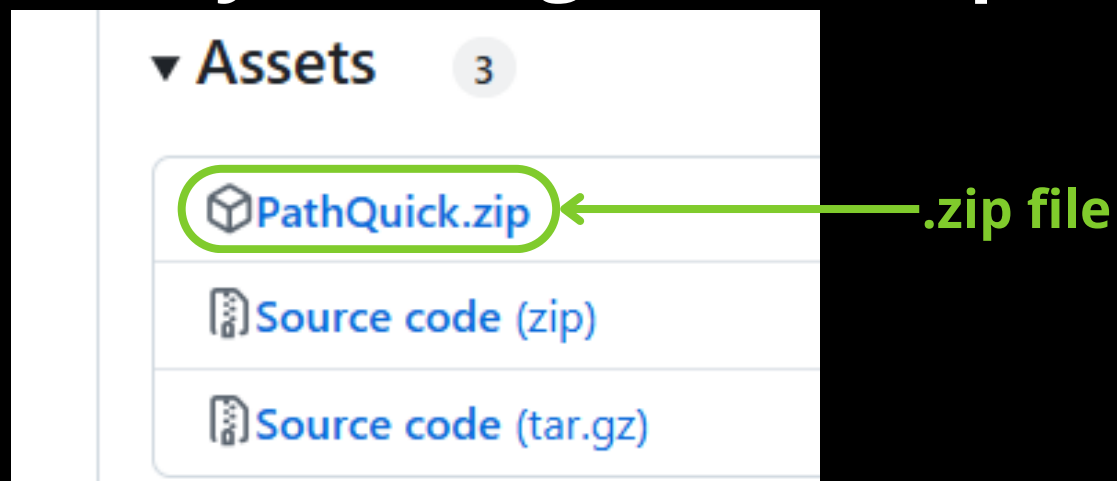 ▼ Assets 3
PathQuick.zip
.zip file
Source code (zip)
Source code (tar.gz)